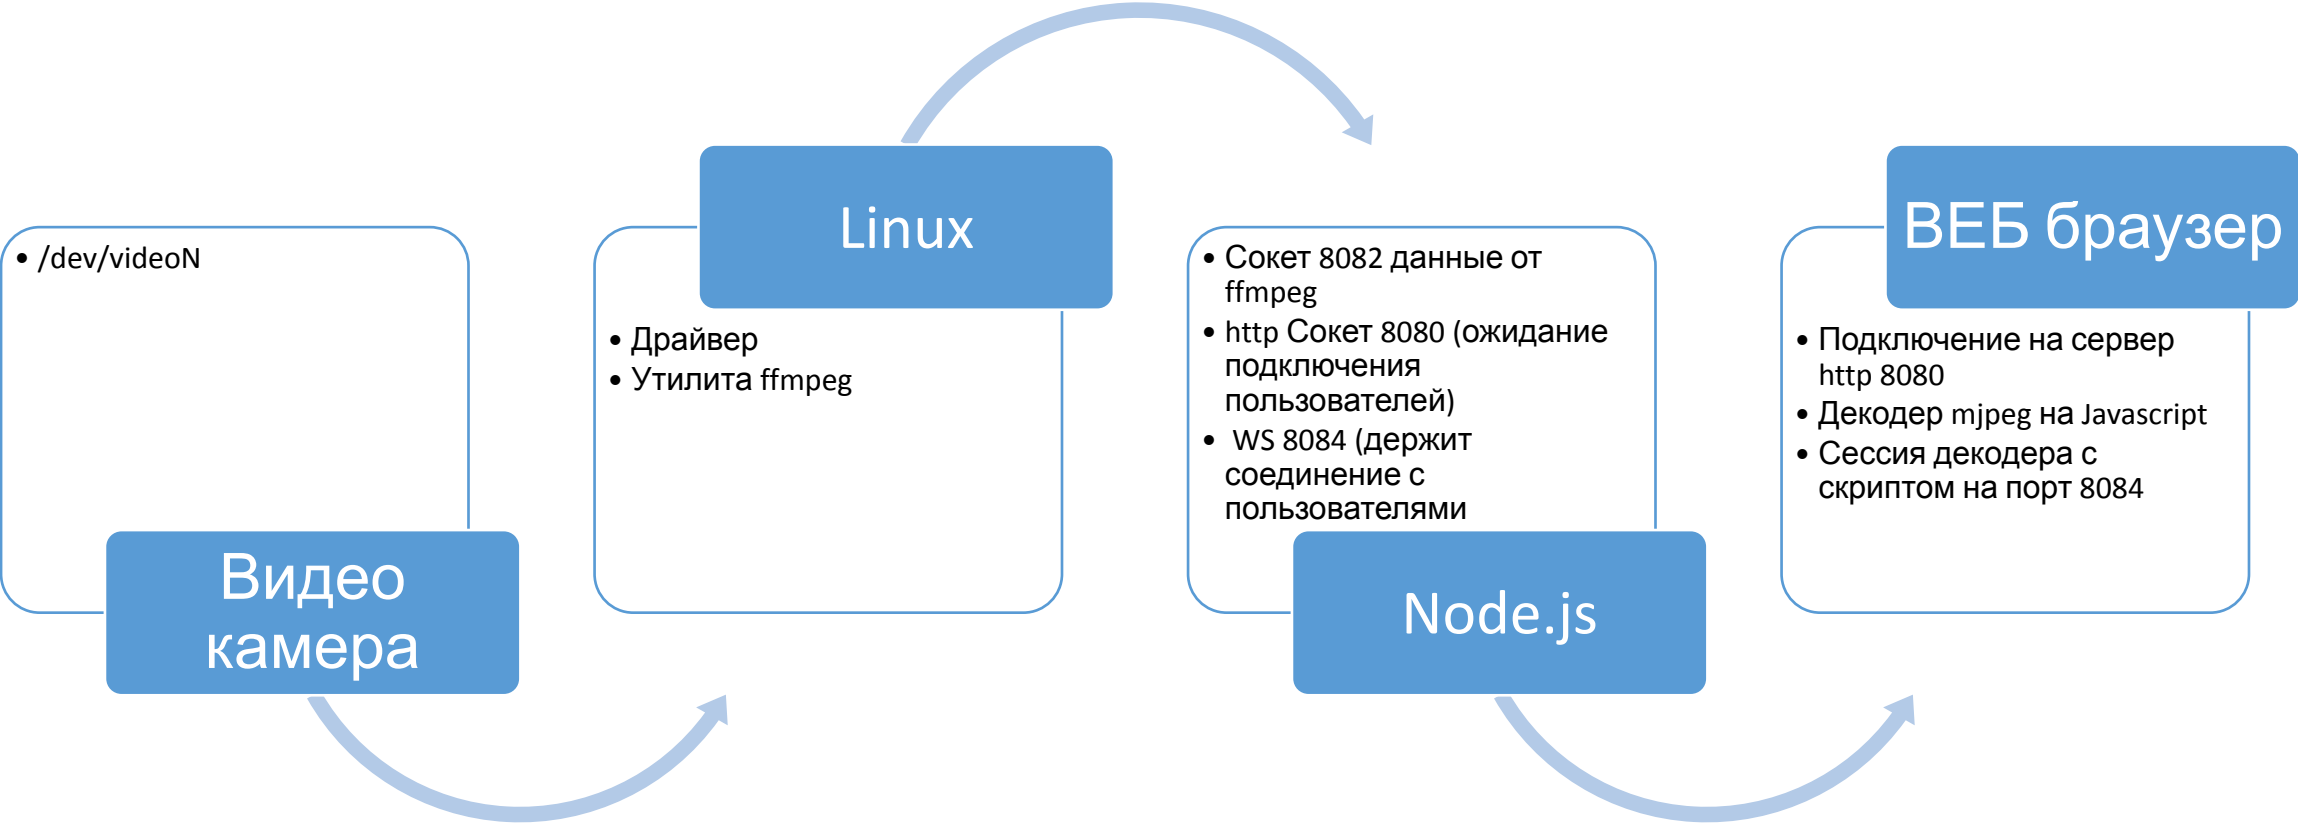 • /dev/videoN
Видео
камера
Linux
• Драйвер
• Утилита ffmpeg
• Сокет 8082 данные от
ffmpeg
• http Сокет 8080 (ожидание
подключения
пользователей)
• WS 8084 (держит
соединение с
пользователями
Node.js
ВЕБ браузер
• Подключение на сервер
http 8080
• Декодер mjpeg на Javascript
• Сессия декодера с
скриптом на порт 8084